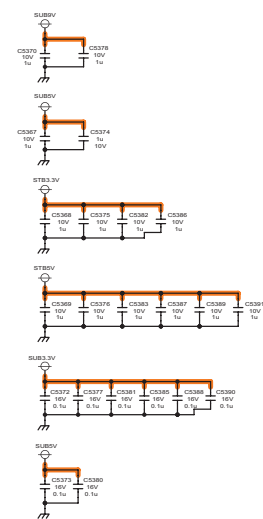 SUB9V
C5370 C5378
10V 10V
1u 1u
SUB5V
C5367 C5374
10V 1u
1u 10V
STB3.3V
C5368 C5375 C5382 C5386
10V 10V 10V 10V
1u 1u 1u 1u
STB5V
C5369 C5376 C5383 C5387 C5389 C5391
10V 10V 10V 10V 10V 10V
1u 1u 1u 1u 1u 1u
SUB3.3V
C5372 C5377 C5381 C5385 C5388 C5390
16V 16V 16V 16V 16V 16V
0.1u 0.1u 0.1u 0.1u 0.1u 0.1u
SUB5V
C5373 C5380
16V 16V
0.1u 0.1u